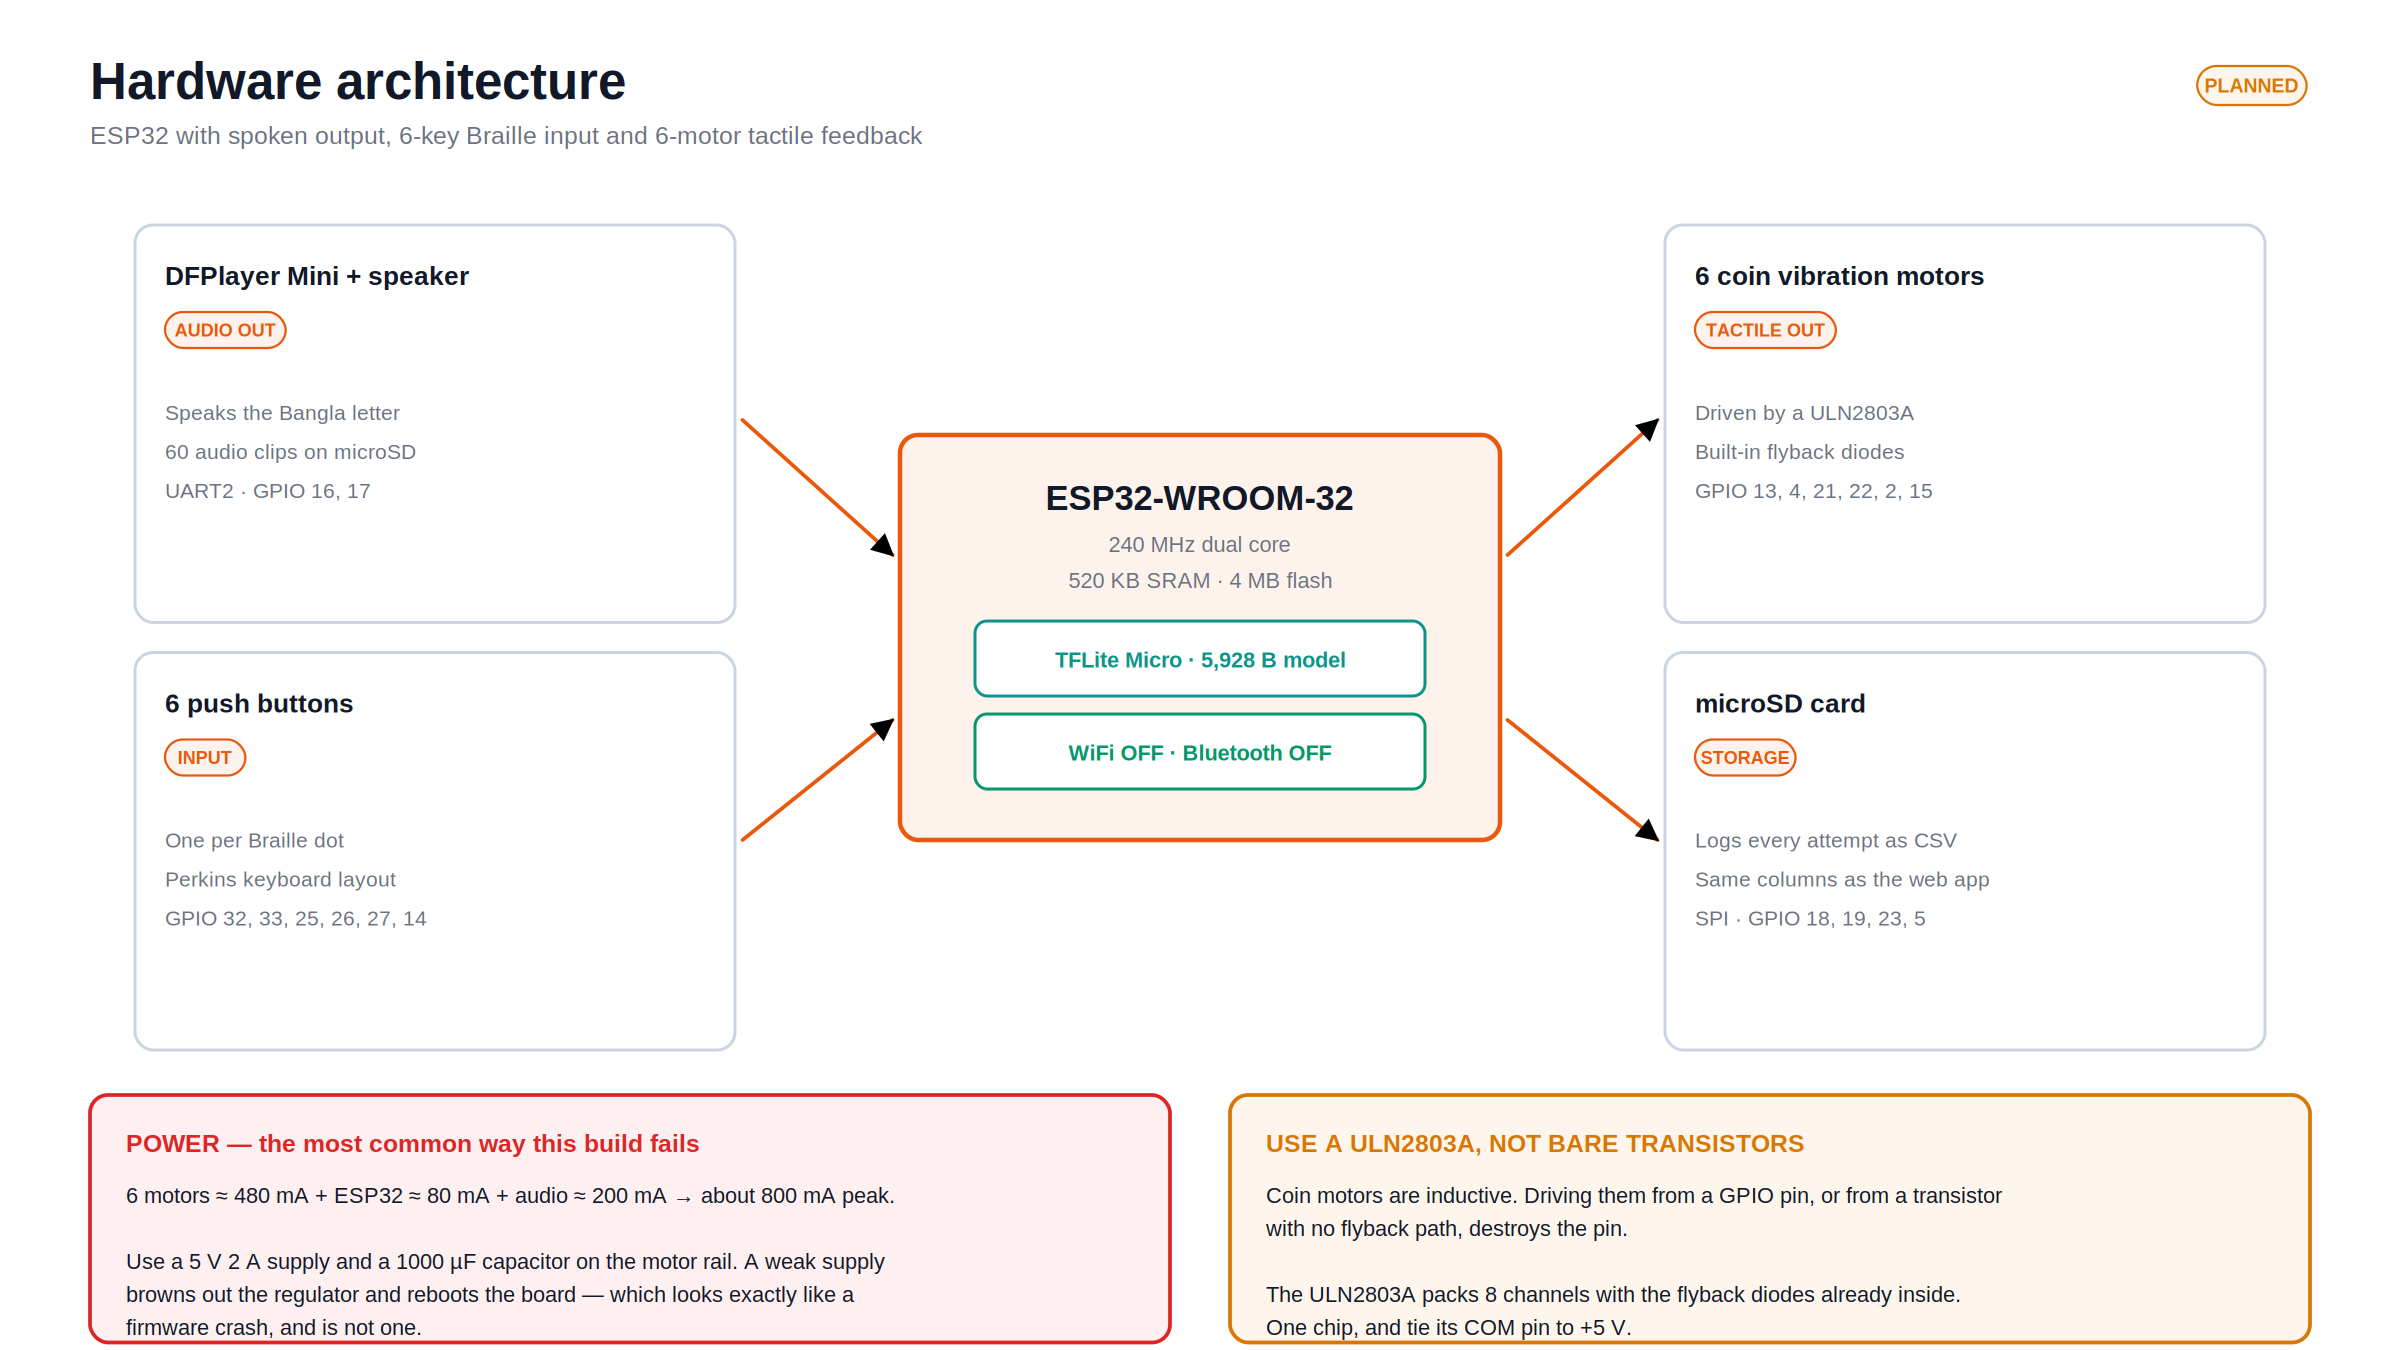 Hardware architecture
PLANNED
ESP32 with spoken output, 6-key Braille input and 6-motor tactile feedback
DFPlayer Mini + speaker
AUDIO OUT
Speaks the Bangla letter
60 audio clips on microSD
UART2 · GPIO 16, 17
6 push buttons
INPUT
One per Braille dot
Perkins keyboard layout
GPIO 32, 33, 25, 26, 27, 14
ESP32-WROOM-32
240 MHz dual core
520 KB SRAM · 4 MB flash
TFLite Micro · 5,928 B model
WiFi OFF · Bluetooth OFF
6 coin vibration motors
TACTILE OUT
Driven by a ULN2803A
Built-in flyback diodes
GPIO 13, 4, 21, 22, 2, 15
microSD card
STORAGE
Logs every attempt as CSV
Same columns as the web app
SPI · GPIO 18, 19, 23, 5
POWER — the most common way this build fails
6 motors ≈ 480 mA + ESP32 ≈ 80 mA + audio ≈ 200 mA → about 800 mA peak.
Use a 5 V 2 A supply and a 1000 µF capacitor on the motor rail. A weak supply
browns out the regulator and reboots the board — which looks exactly like a
firmware crash, and is not one.
USE A ULN2803A, NOT BARE TRANSISTORS
Coin motors are inductive. Driving them from a GPIO pin, or from a transistor
with no flyback path, destroys the pin.
The ULN2803A packs 8 channels with the flyback diodes already inside.
One chip, and tie its COM pin to +5 V.